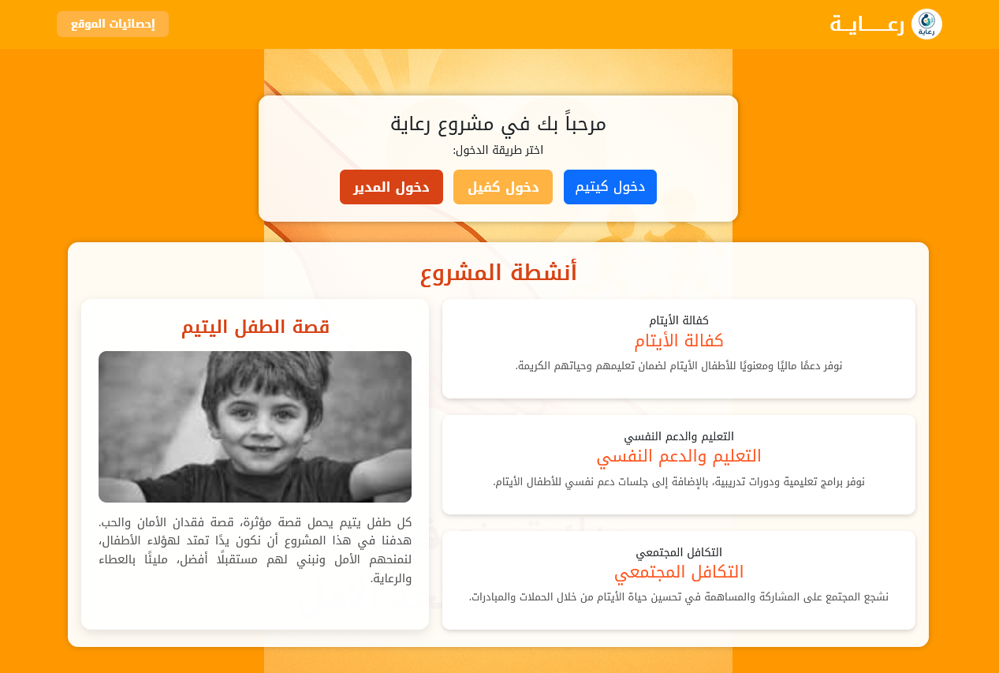 رعاية
رعـــــايــة
إحصائيات الموقع
مرحباً بك في مشروع رعاية
اختر طريقة الدخول:
دخول كيتيم
دخول كفيل
دخول المدير
أنشطة المشروع
كفالة الأيتام
كفالة الأيتام
نوفر دعمًا ماليًا ومعنويًا للأطفال الأيتام لضمان تعليمهم وحياتهم الكريمة.
التعليم والدعم النفسي
التعليم والدعم النفسي
نوفر برامج تعليمية ودورات تدريبية، بالإضافة إلى جلسات دعم نفسي للأطفال الأيتام.
التكافل المجتمعي
التكافل المجتمعي
نشجع المجتمع على المشاركة والمساهمة في تحسين حياة الأيتام من خلال الحملات والمبادرات.
قصة الطفل اليتيم
كل طفل يتيم يحمل قصة مؤثرة، قصة فقدان الأمان والحب.
هدفنا في هذا المشروع أن نكون يدًا تمتد لهؤلاء الأطفال،
لنمنحهم الأمل ونبني لهم مستقبلًا أفضل، مليئًا بالعطاء
والرعاية.